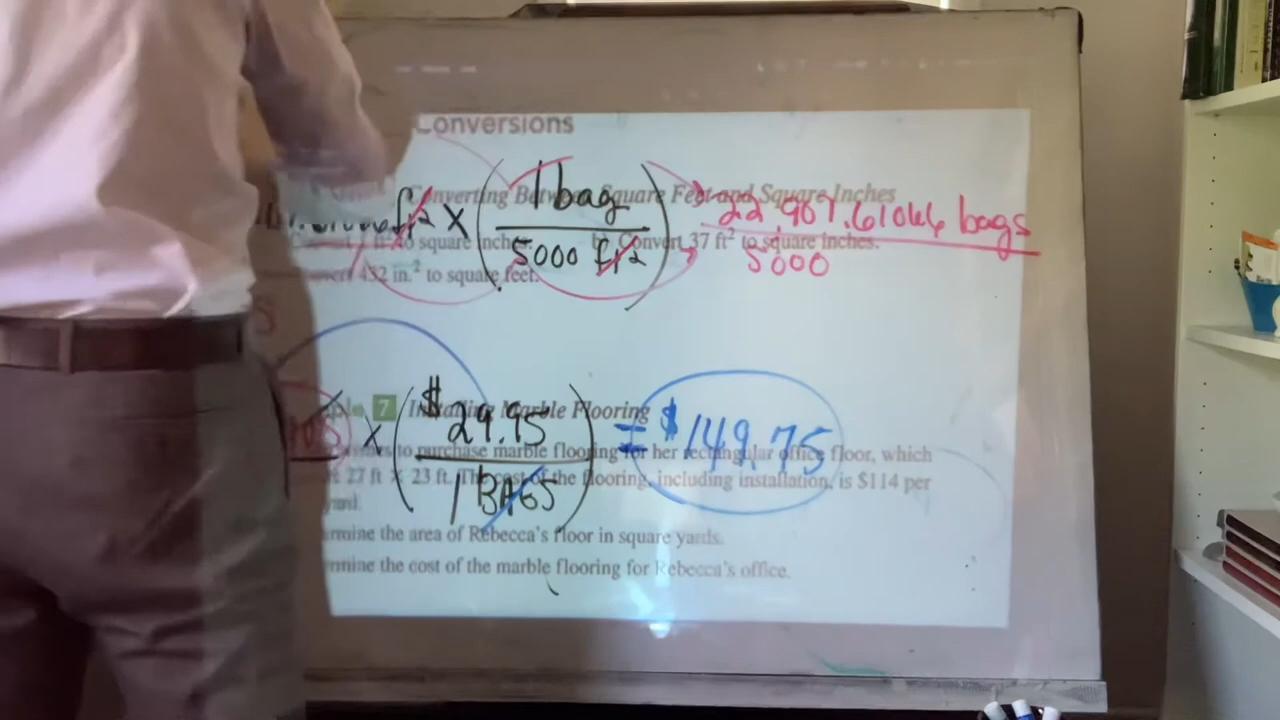 Conversions
Converting Between Square Feet and Square Inches
ft² X ( 1 bag / 5000 ft² ) 22,901.61066 bags / 5000
square inches. b. Convert 37 ft² to square inches.
432 in.² to square feet.
7 Installing Marble Flooring
X ( $29.95 / 1 BAGS ) = $149.75
to purchase marble flooring for her rectangular office floor, which
27 ft × 23 ft. The cost of the flooring, including installation, is $114 per
yard.
the area of Rebecca's floor in square yards.
the cost of the marble flooring for Rebecca's office.